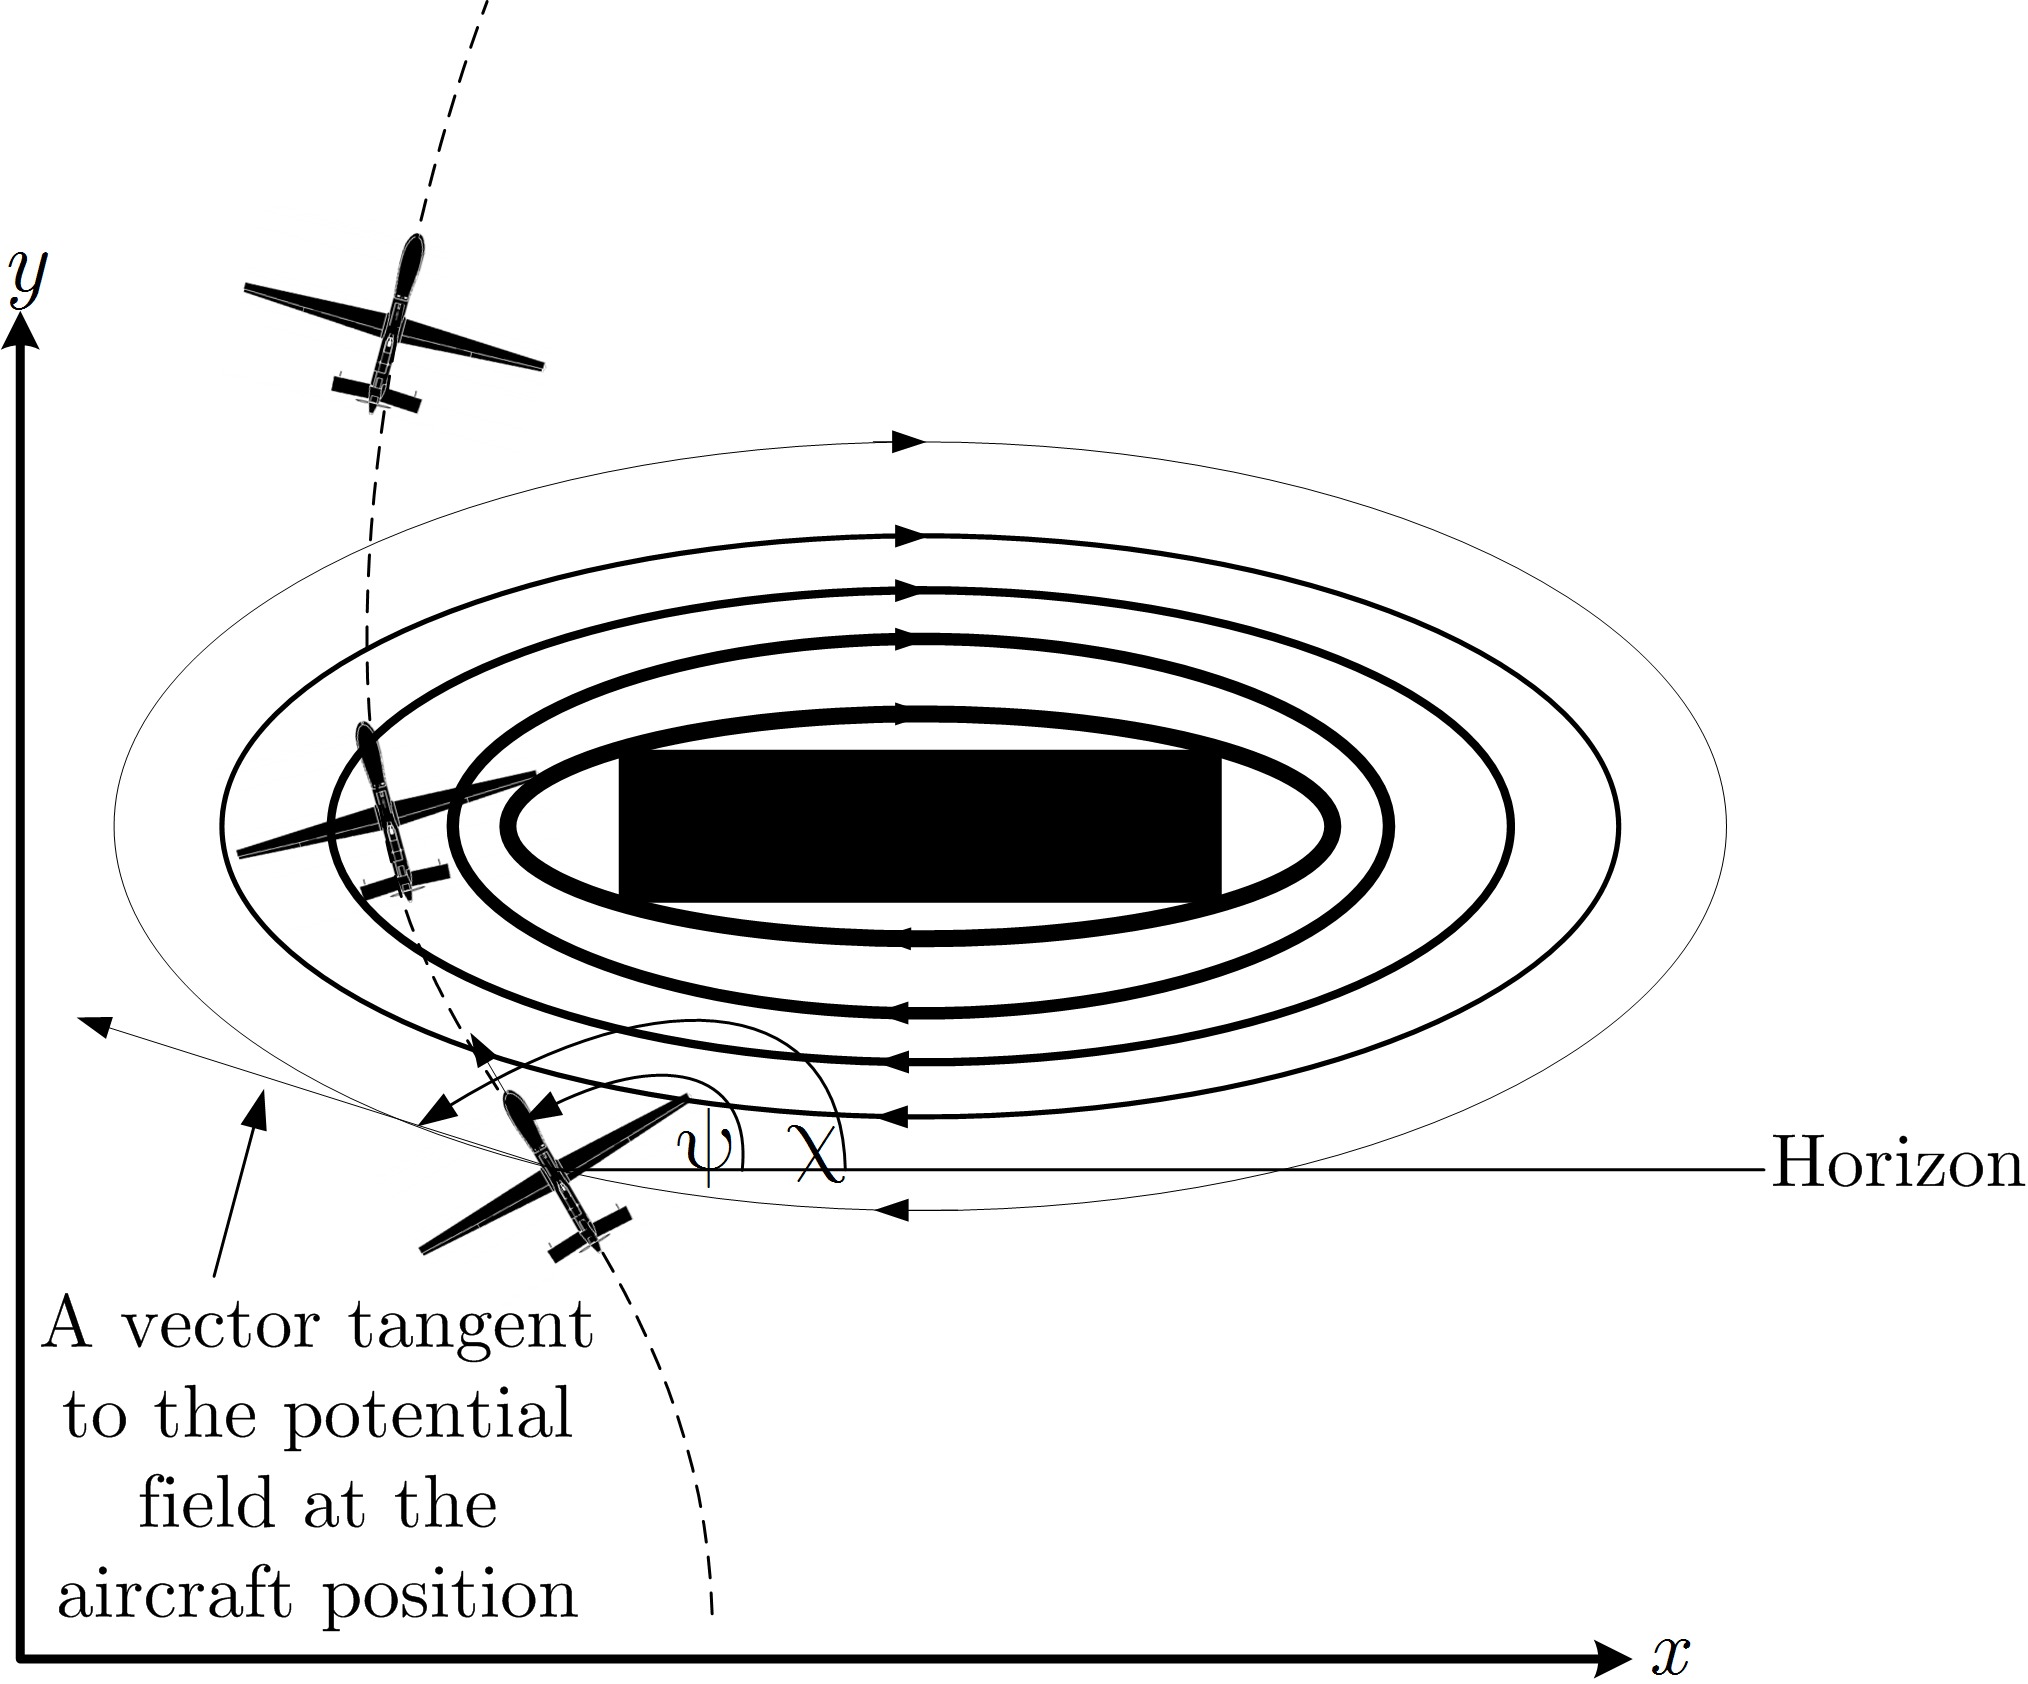 y
ψ χ
Horizon
A vector tangent
to the potential
field at the
aircraft position
x